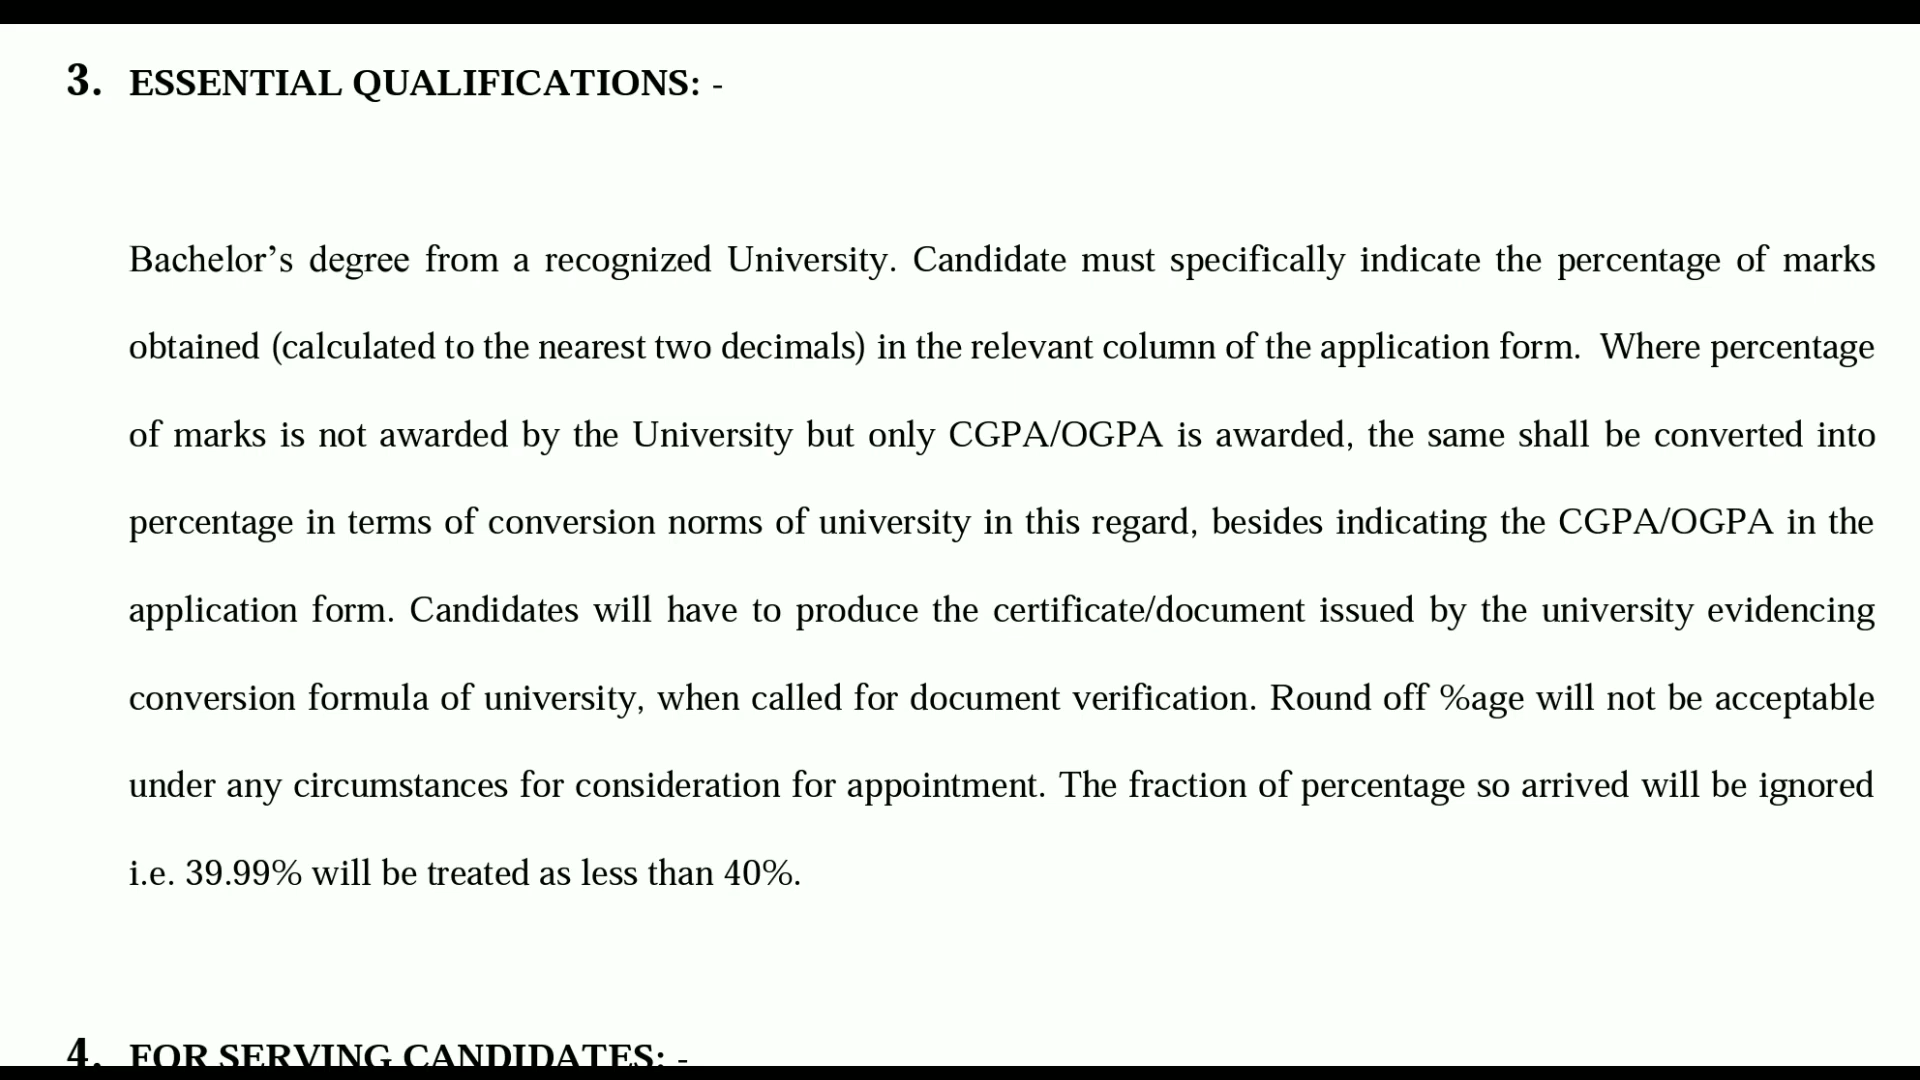 3. ESSENTIAL QUALIFICATIONS: -
Bachelor’s degree from a recognized University. Candidate must specifically indicate the percentage of marks
obtained (calculated to the nearest two decimals) in the relevant column of the application form. Where percentage
of marks is not awarded by the University but only CGPA/OGPA is awarded, the same shall be converted into
percentage in terms of conversion norms of university in this regard, besides indicating the CGPA/OGPA in the
application form. Candidates will have to produce the certificate/document issued by the university evidencing
conversion formula of university, when called for document verification. Round off %age will not be acceptable
under any circumstances for consideration for appointment. The fraction of percentage so arrived will be ignored
i.e. 39.99% will be treated as less than 40%.
4. FOR SERVING CANDIDATES: -